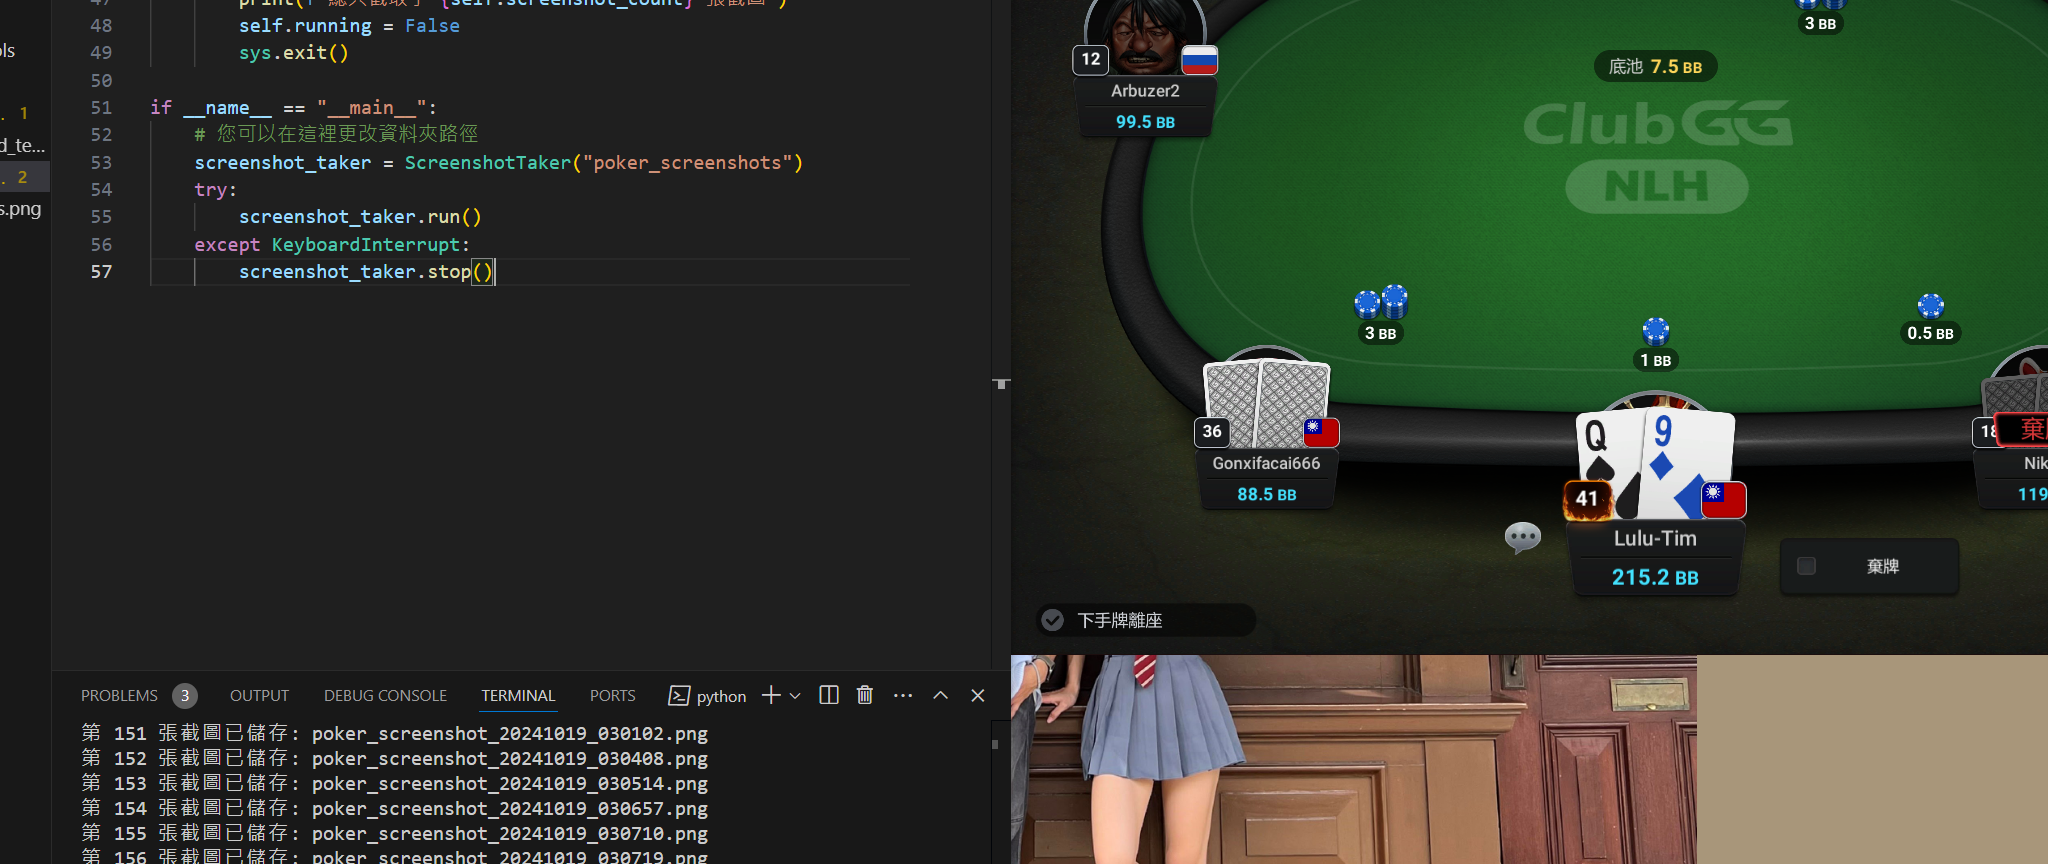 ols
. 1
d_te...
. 2
s.png
47
print(f"總共截取了 {self.screenshot_count} 張截圖")
48 self.running = False
49 sys.exit()
50
51 if __name__ == "__main__":
52 # 您可以在這裡更改資料夾路徑
53 screenshot_taker = ScreenshotTaker("poker_screenshots")
54 try:
55 screenshot_taker.run()
56 except KeyboardInterrupt:
57 screenshot_taker.stop()
PROBLEMS 3 OUTPUT DEBUG CONSOLE TERMINAL PORTS python
第 151 張截圖已儲存: poker_screenshot_20241019_030102.png
第 152 張截圖已儲存: poker_screenshot_20241019_030408.png
第 153 張截圖已儲存: poker_screenshot_20241019_030514.png
第 154 張截圖已儲存: poker_screenshot_20241019_030657.png
第 155 張截圖已儲存: poker_screenshot_20241019_030710.png
第 156 張截圖已儲存: poker_screenshot_20241019_030719.png
3 BB
12
Arbuzer2
99.5 BB
底池 7.5 BB
ClubGG
NLH
3 BB
1 BB
0.5 BB
36
Gonxifacai666
88.5 BB
Q 9
41
Lulu-Tim
215.2 BB
18
棄
Nik
119
棄牌
下手牌離座